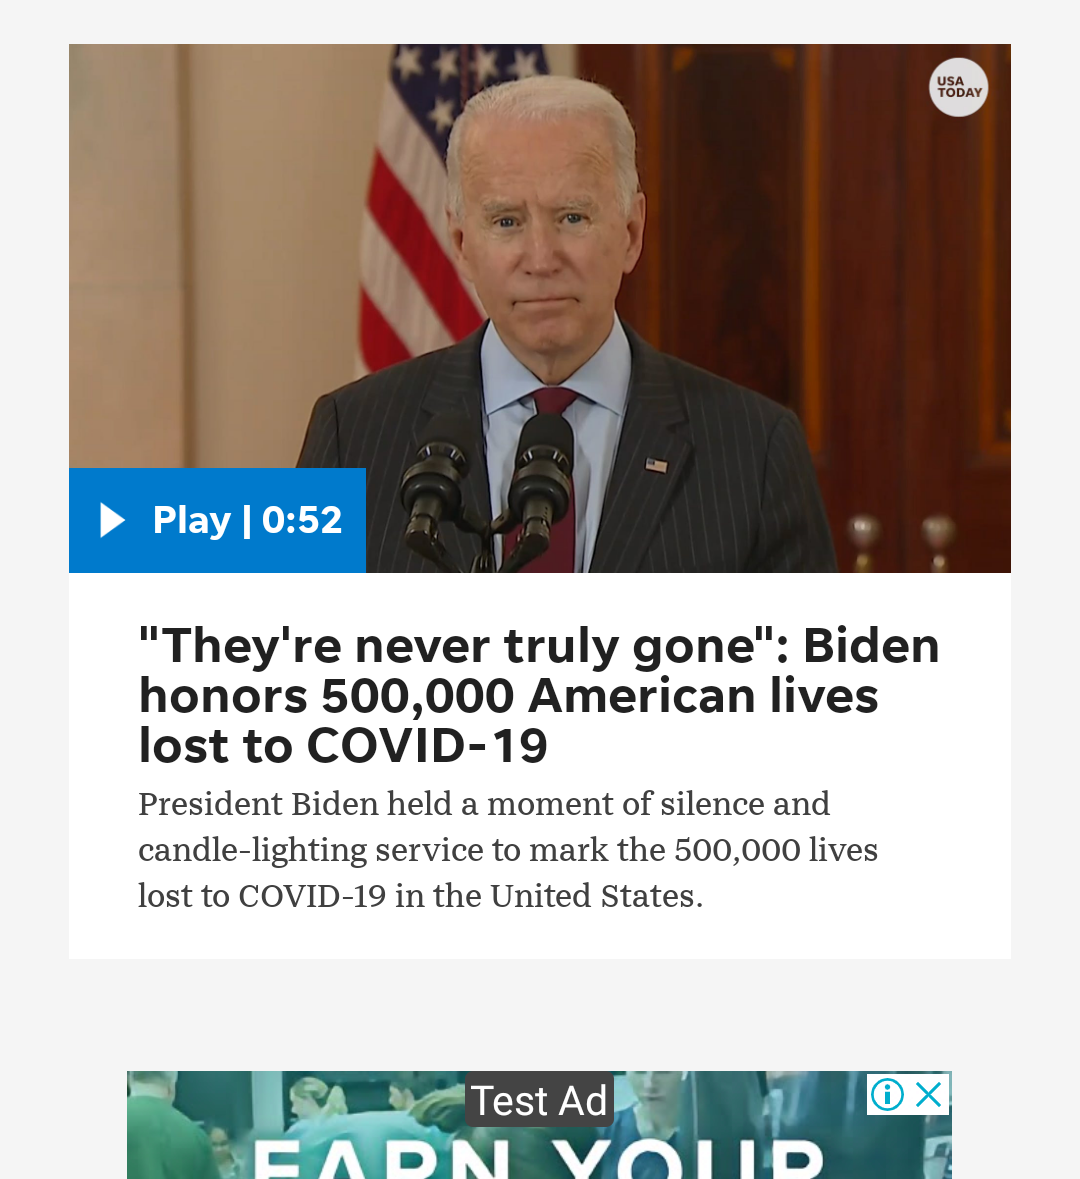 USA
TODAY
Play | 0:52
"They're never truly gone": Biden
honors 500,000 American lives
lost to COVID-19
President Biden held a moment of silence and
candle-lighting service to mark the 500,000 lives
lost to COVID-19 in the United States.
Test Ad
EARN YOUR